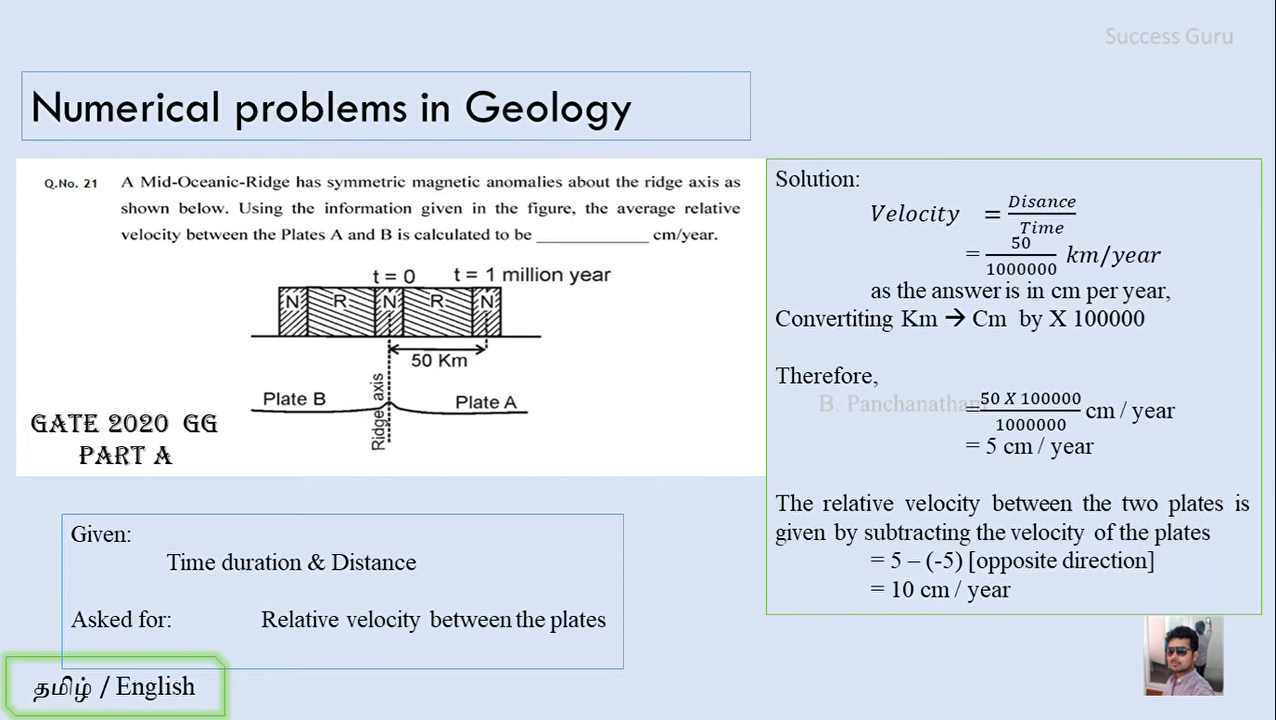 Success Guru
Numerical problems in Geology
Q.No. 21 A Mid-Oceanic-Ridge has symmetric magnetic anomalies about the ridge axis as
shown below. Using the information given in the figure, the average relative
velocity between the Plates A and B is calculated to be ____________ cm/year.
t = 0 t = 1 million year
N R N R N
50 Km
Plate B Plate A
Ridge axis
GATE 2020 GG
PART A
Given:
Time duration & Distance
Asked for: Relative velocity between the plates
தமிழ் / English
Solution:
Velocity = Disance / Time
= 50 / 1000000 km/year
as the answer is in cm per year,
Convertiting Km → Cm by X 100000
Therefore,
B. Panchanatham
= 50 X 100000 / 1000000 cm / year
= 5 cm / year
The relative velocity between the two plates is
given by subtracting the velocity of the plates
= 5 – (-5) [opposite direction]
= 10 cm / year